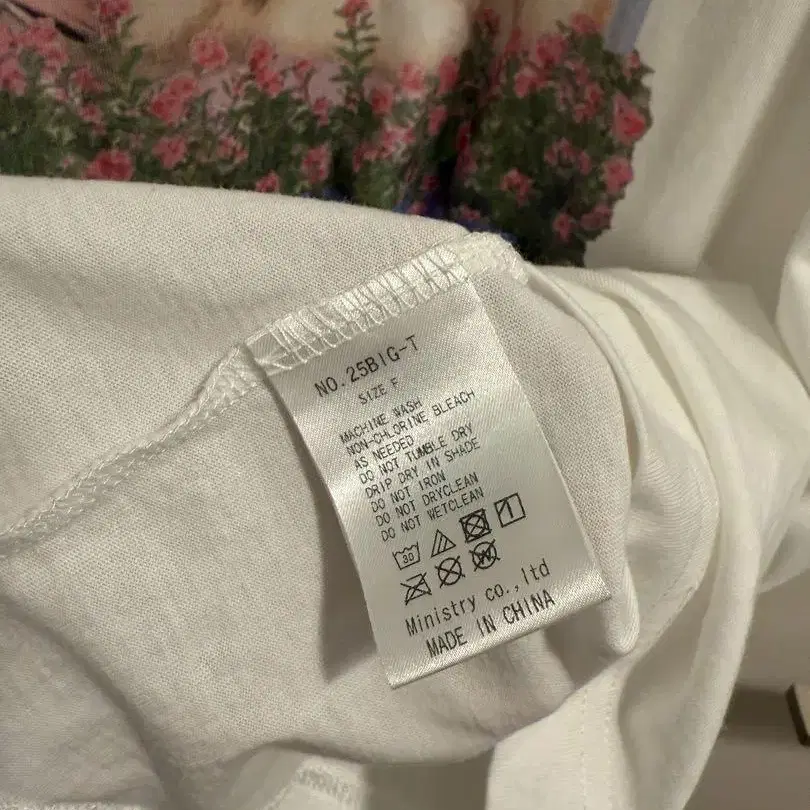 NO.25BIG-T
SIZE F
MACHINE WASH
NON-CHLORINE BLEACH
AS NEEDED
DO NOT TUMBLE DRY
DRIP DRY IN SHADE
DO NOT IRON
DO NOT DRYCLEAN
DO NOT WETCLEAN
30
W
Ministry co.,ltd
MADE IN CHINA